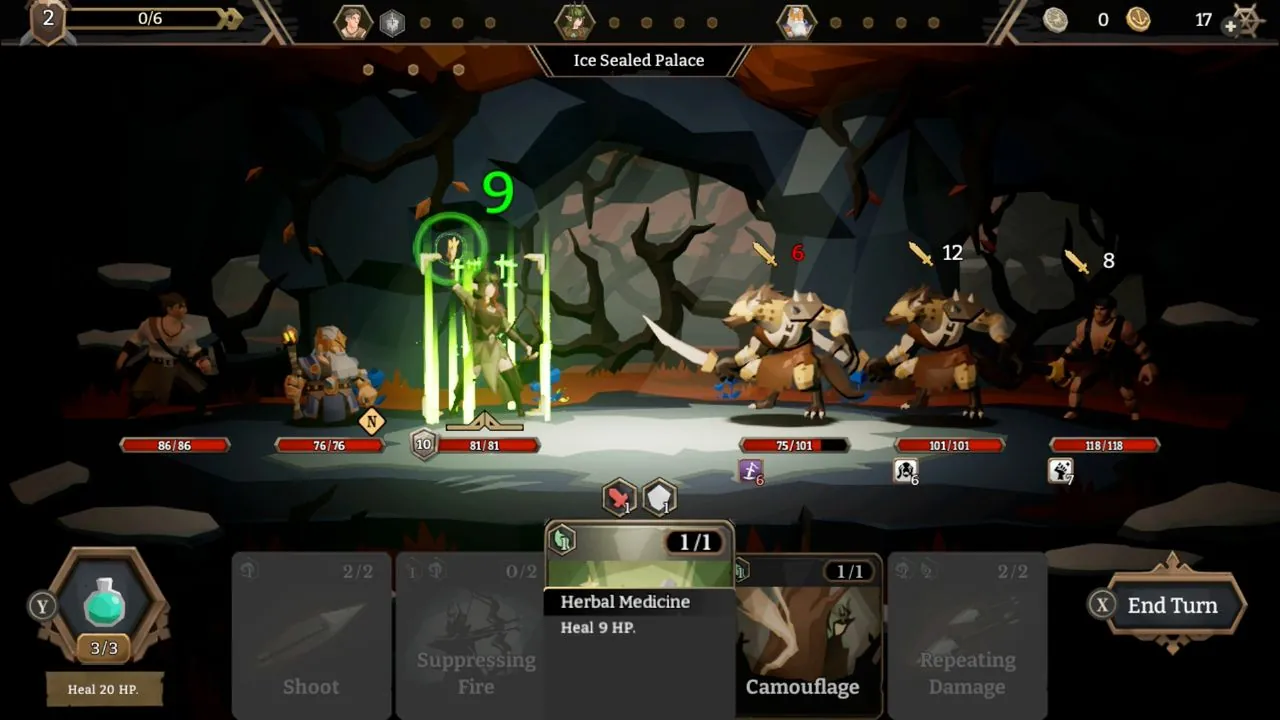 2
0/6
0
17
Ice Sealed Palace
9
6
12
8
N
86/86
76/76
10
81/81
75/101
101/101
118/118
6
6
7
1
1
Y
3/3
Heal 20 HP.
2/2
Shoot
0/2
Suppressing
Fire
1/1
Herbal Medicine
Heal 9 HP.
1/1
Camouflage
2/2
Repeating
Damage
X
End Turn